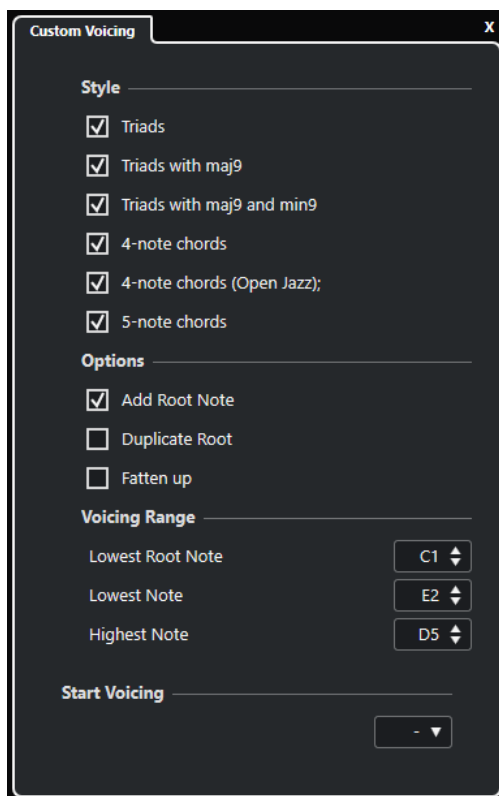 Custom Voicing
X
Style
Triads
Triads with maj9
Triads with maj9 and min9
4-note chords
4-note chords (Open Jazz);
5-note chords
Options
Add Root Note
Duplicate Root
Fatten up
Voicing Range
Lowest Root Note C1
Lowest Note E2
Highest Note D5
Start Voicing
-